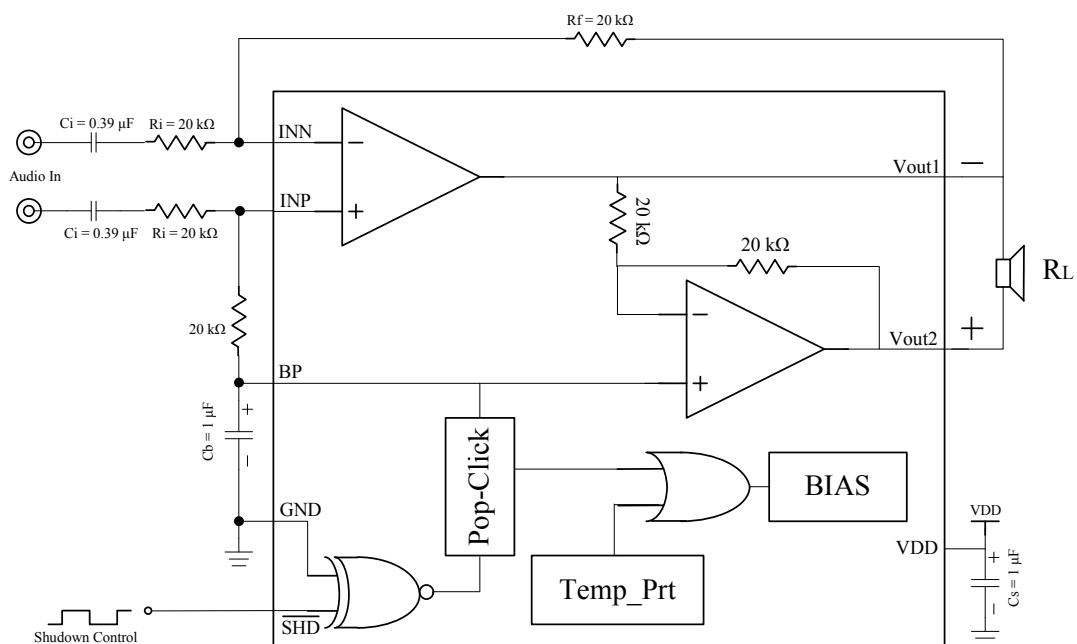 Rf = 20 kΩ
Ci = 0.39 μF
Ri = 20 kΩ
INN
−
Vout1
−
Audio In
INP
+
Ci = 0.39 μF
Ri = 20 kΩ
20 kΩ
20 kΩ
RL
20 kΩ
−
Vout2
+
BP
+
Cb = 1 μF
+
−
Pop-Click
BIAS
GND
VDD
VDD
Temp_Prt
+
Cs = 1 μF
−
SHD
Shudown Control